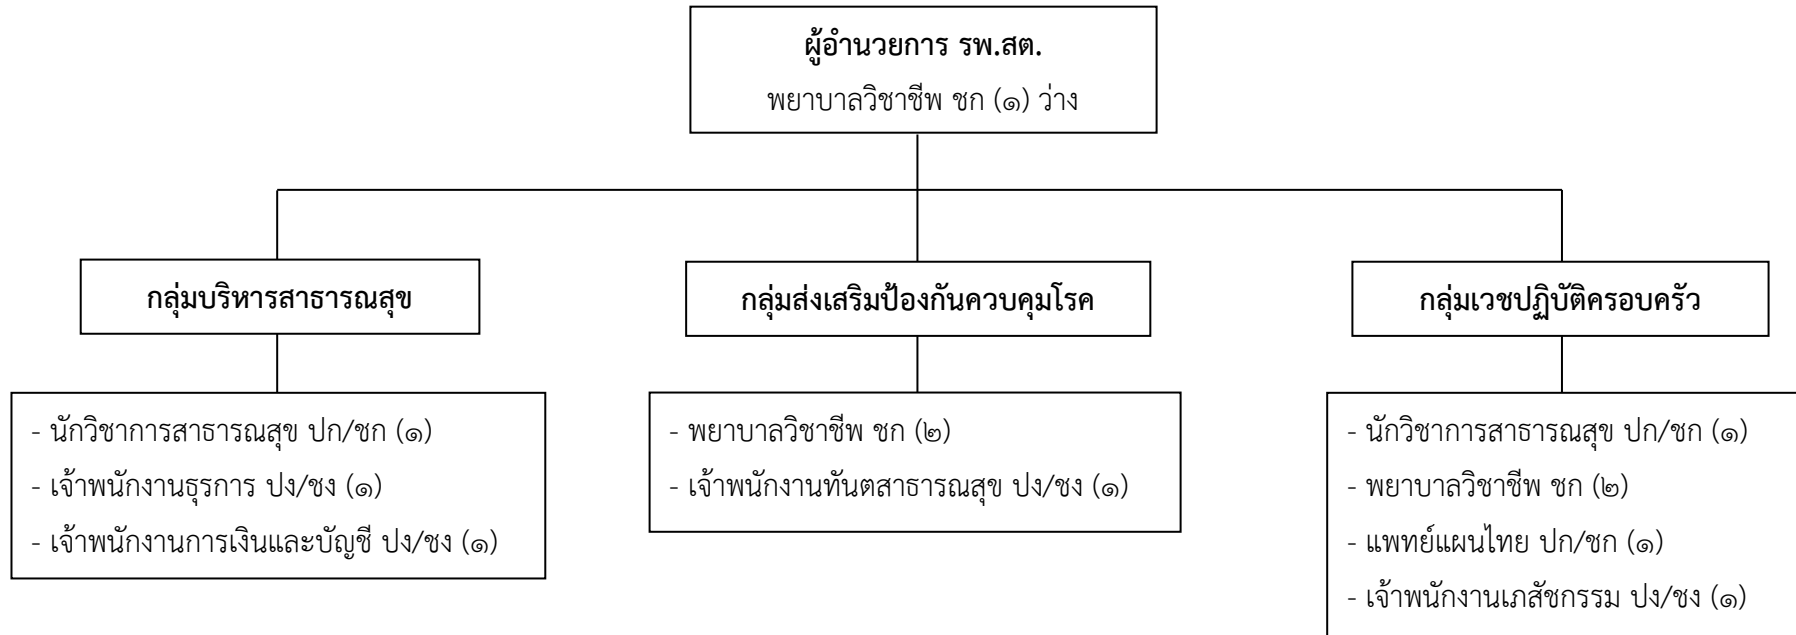 ผู้อำนวยการ รพ.สต.
พยาบาลวิชาชีพ ชก (๑) ว่าง
กลุ่มบริหารสาธารณสุข
- นักวิชาการสาธารณสุข ปก/ชก (๑)
- เจ้าพนักงานธุรการ ปง/ชง (๑)
- เจ้าพนักงานการเงินและบัญชี ปง/ชง (๑)
กลุ่มส่งเสริมป้องกันควบคุมโรค
- พยาบาลวิชาชีพ ชก (๒)
- เจ้าพนักงานทันตสาธารณสุข ปง/ชง (๑)
กลุ่มเวชปฏิบัติครอบครัว
- นักวิชาการสาธารณสุข ปก/ชก (๑)
- พยาบาลวิชาชีพ ชก (๒)
- แพทย์แผนไทย ปก/ชก (๑)
- เจ้าพนักงานเภสัชกรรม ปง/ชง (๑)